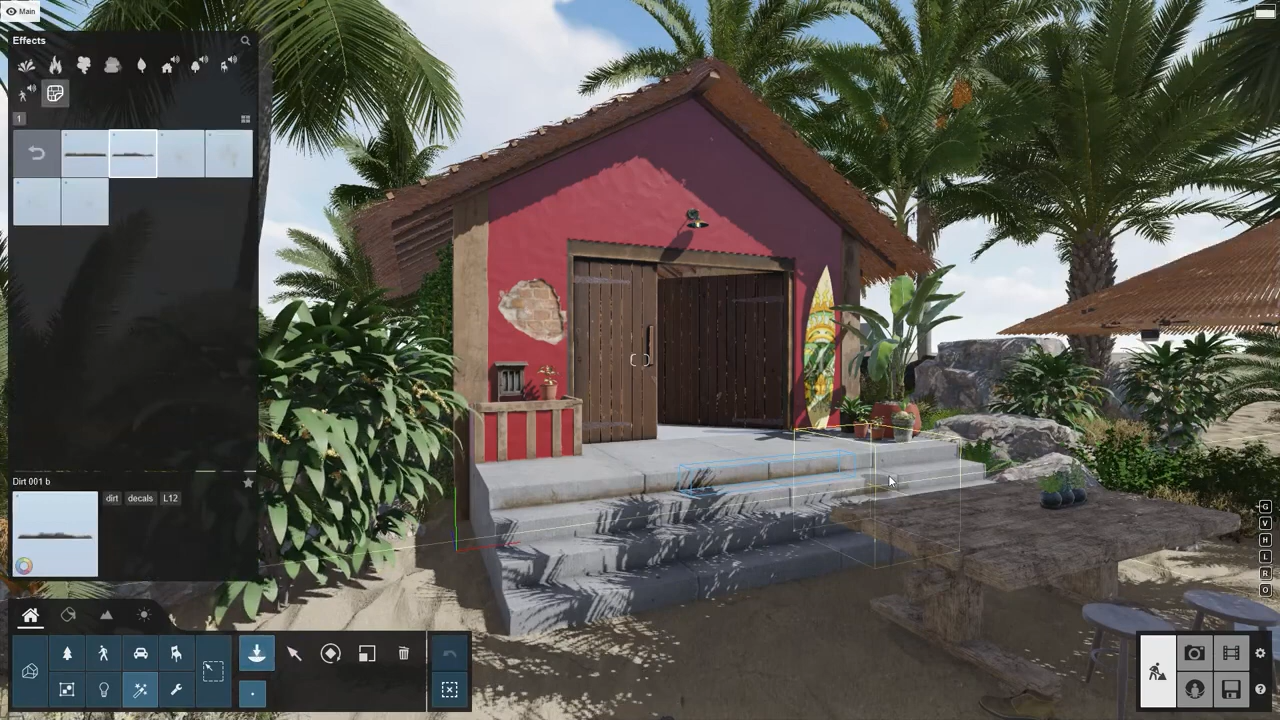 Main
Effects
1
Dirt 001 b
dirt decals L12
G
V
H
L
R
O